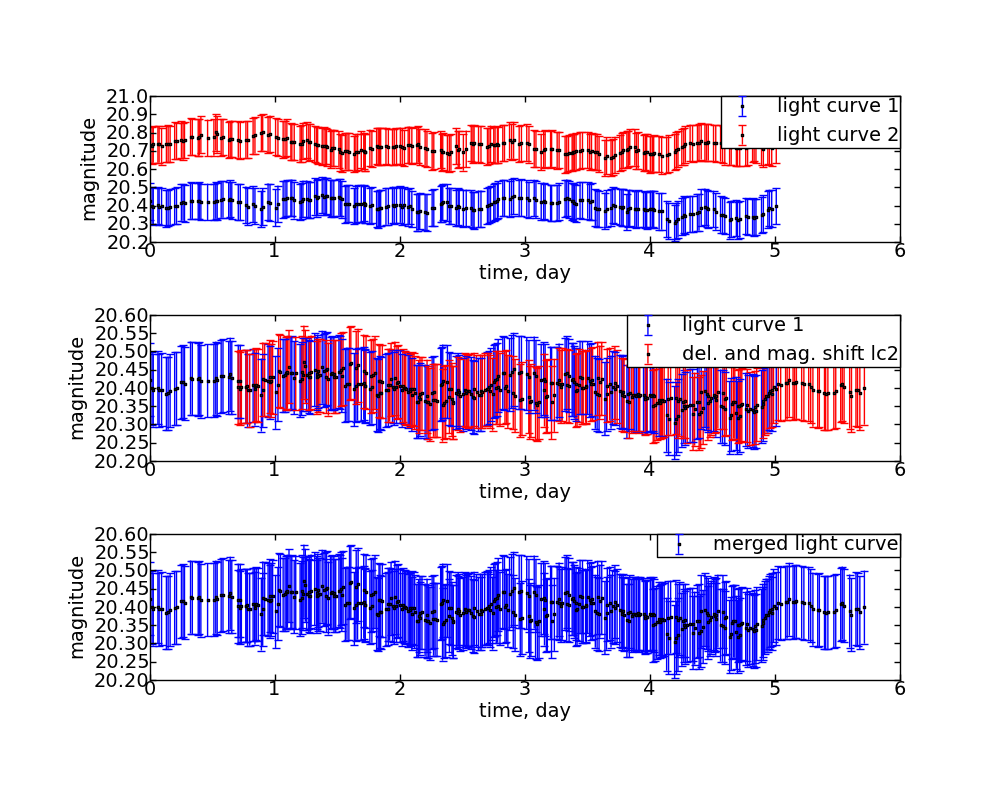 21.0
20.9
20.8
20.7
20.6
20.5
20.4
20.3
20.2
magnitude
light curve 1
light curve 2
0 1 2 3 4 5 6
time, day
20.60
20.55
20.50
20.45
20.40
20.35
20.30
20.25
20.20
magnitude
light curve 1
del. and mag. shift lc2
0 1 2 3 4 5 6
time, day
20.60
20.55
20.50
20.45
20.40
20.35
20.30
20.25
20.20
magnitude
merged light curve
0 1 2 3 4 5 6
time, day